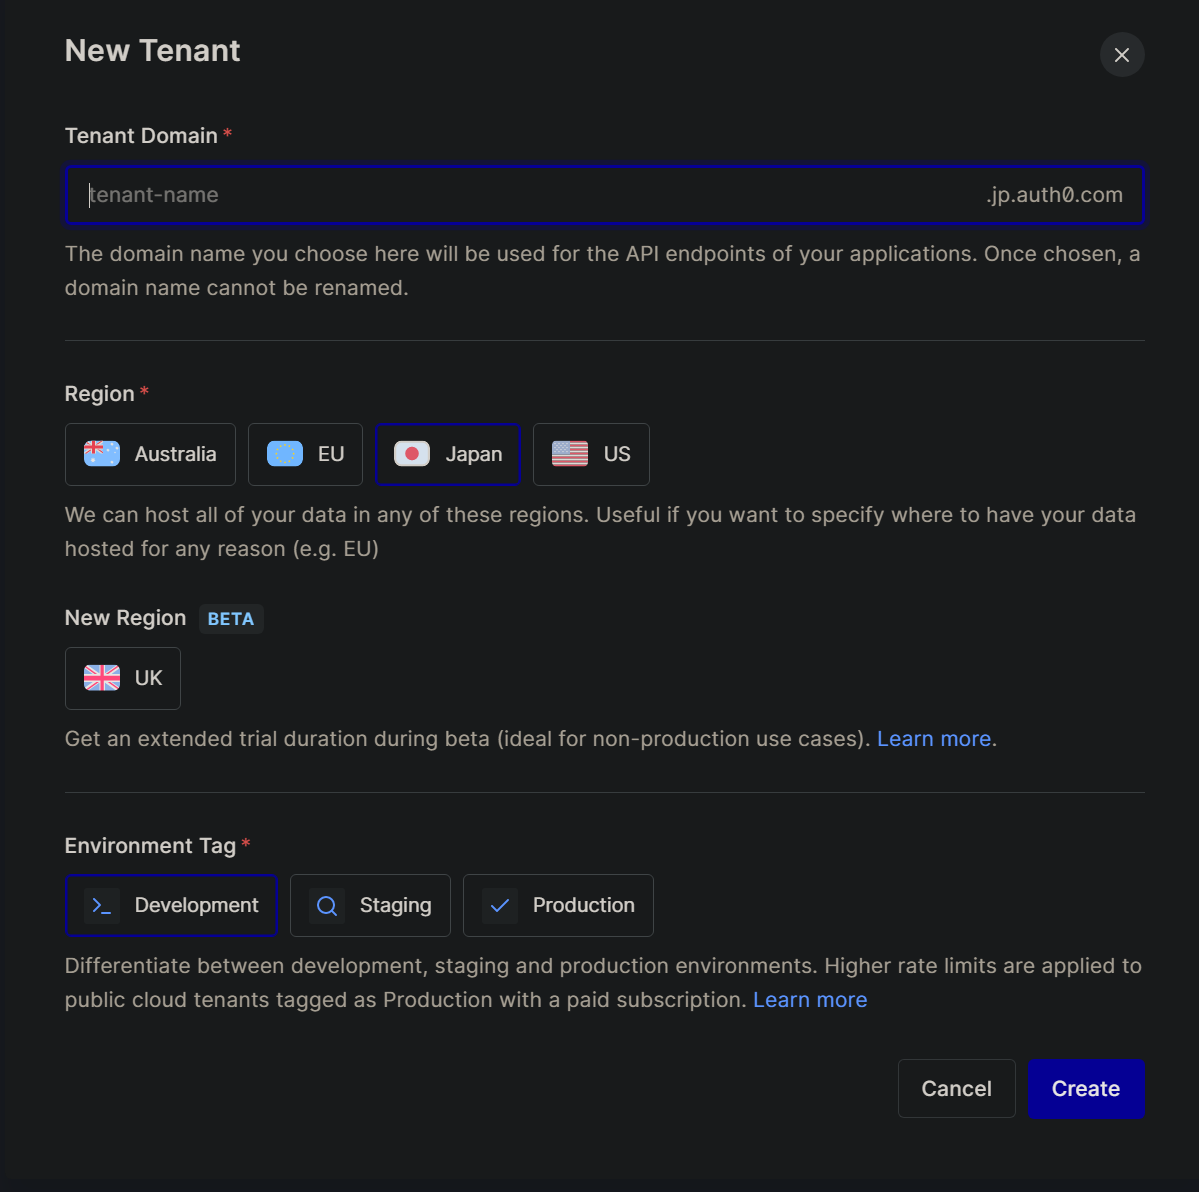 New Tenant
Tenant Domain *
tenant-name .jp.auth0.com
The domain name you choose here will be used for the API endpoints of your applications. Once chosen, a
domain name cannot be renamed.
Region *
Australia EU Japan US
We can host all of your data in any of these regions. Useful if you want to specify where to have your data
hosted for any reason (e.g. EU)
New Region BETA
UK
Get an extended trial duration during beta (ideal for non-production use cases). Learn more.
Environment Tag *
Development Staging Production
Differentiate between development, staging and production environments. Higher rate limits are applied to
public cloud tenants tagged as Production with a paid subscription. Learn more
Cancel Create